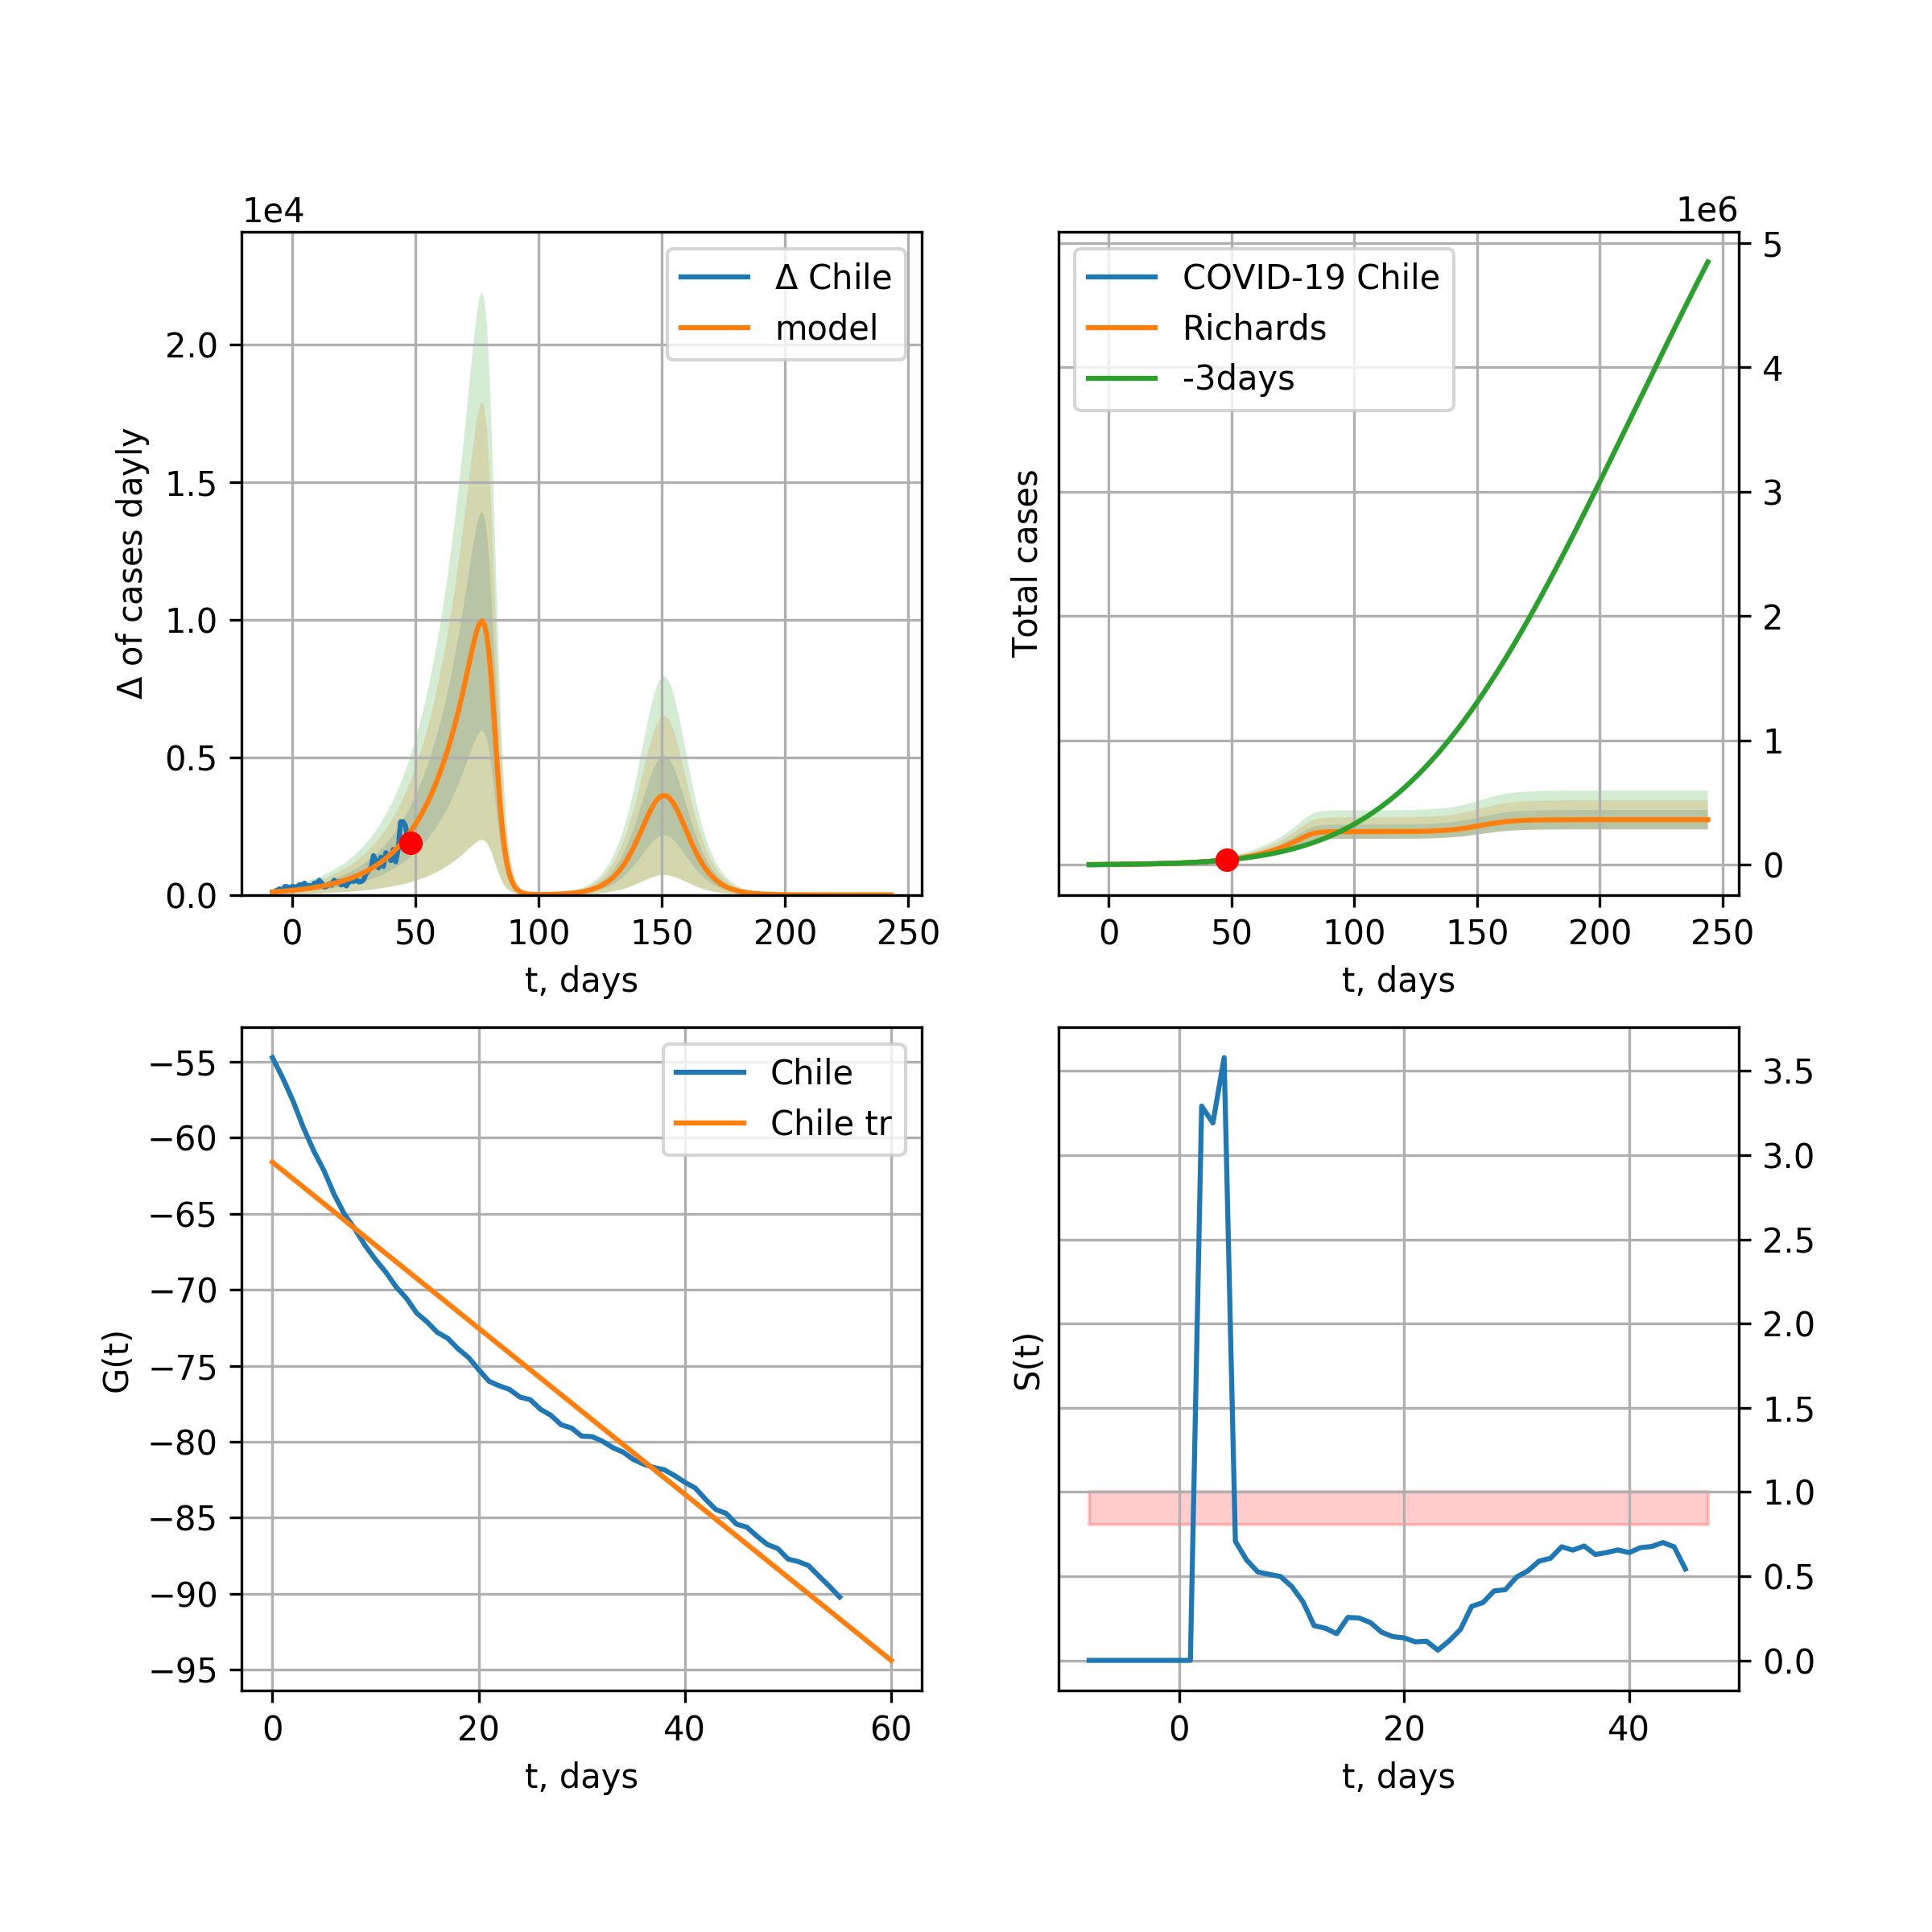 1e4
Δ of cases dayly
2.0
1.5
1.0
0.5
0.0
Δ Chile
model
0 50 100 150 200 250
t, days
1e6
Total cases
COVID-19 Chile
Richards
-3days
5
4
3
2
1
0
0 50 100 150 200 250
t, days
G(t)
−55
−60
−65
−70
−75
−80
−85
−90
−95
Chile
Chile tr
0 20 40 60
t, days
S(t)
3.5
3.0
2.5
2.0
1.5
1.0
0.5
0.0
0 20 40
t, days